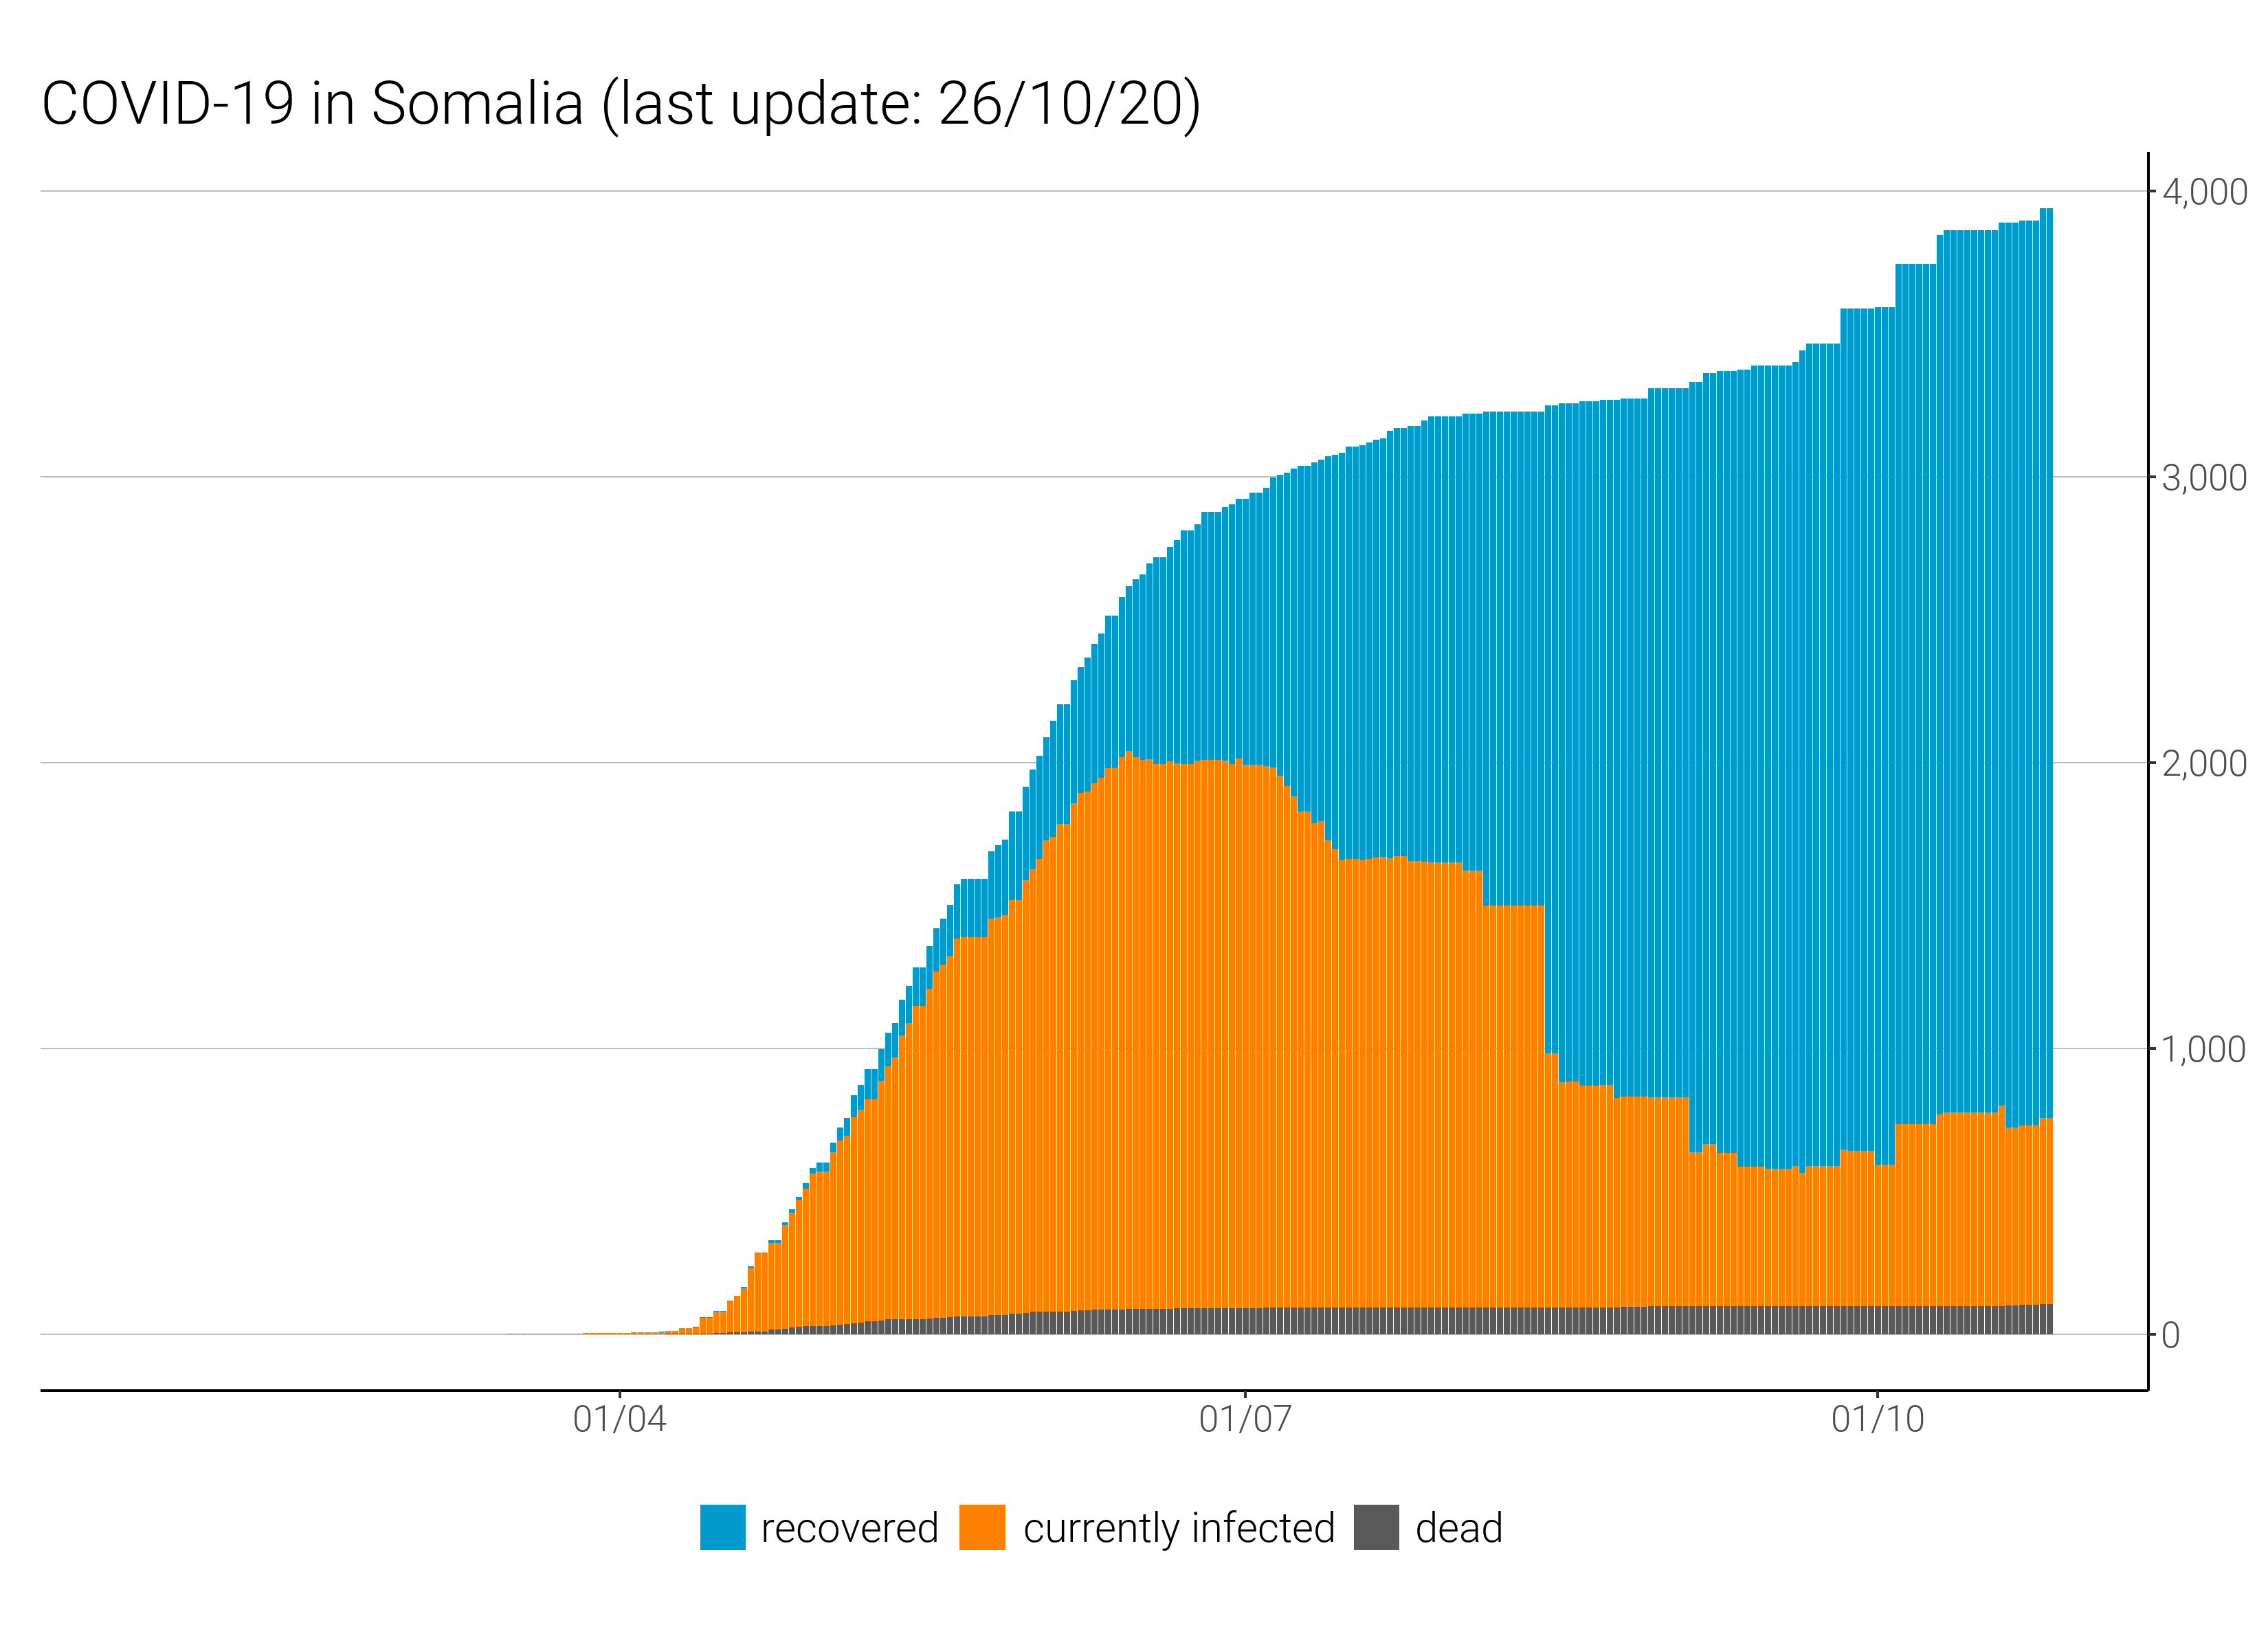 COVID-19 in Somalia (last update: 26/10/20)
4,000
3,000
2,000
1,000
0
01/04 01/07 01/10
recovered currently infected dead